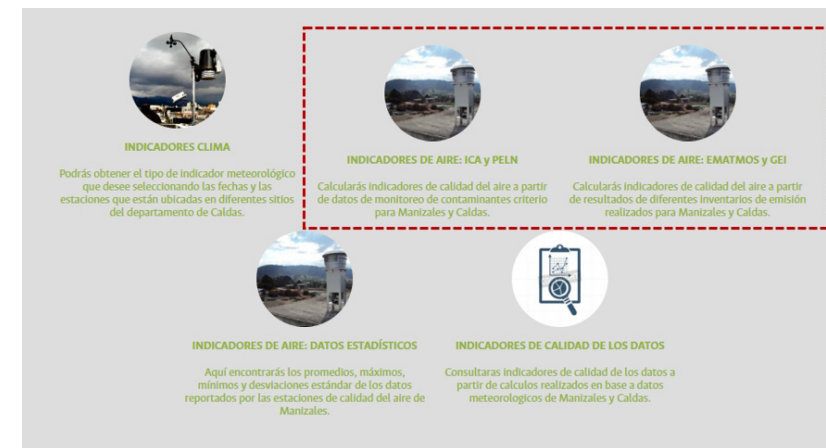 INDICADORES CLIMA
Podrás obtener el tipo de indicador meteorológico
que desee seleccionando las fechas y las
estaciones que están ubicadas en diferentes sitios
del departamento de Caldas.
INDICADORES DE AIRE: ICA y PELN
Calcularás indicadores de calidad del aire a partir
de datos de monitoreo de contaminantes criterio
para Manizales y Caldas.
INDICADORES DE AIRE: EMATMOS y GEI
Calcularás indicadores de calidad del aire a partir
de resultados de diferentes inventarios de emisión
realizados para Manizales y Caldas.
INDICADORES DE AIRE: DATOS ESTADÍSTICOS
Aquí encontrarás los promedios, máximos,
mínimos y desviaciones estándar de los datos
reportados por las estaciones de calidad del aire de
Manizales.
INDICADORES DE CALIDAD DE LOS DATOS
Consultaras indicadores de calidad de los datos a
partir de calculos realizados en base a datos
meteorologicos de Manizales y Caldas.